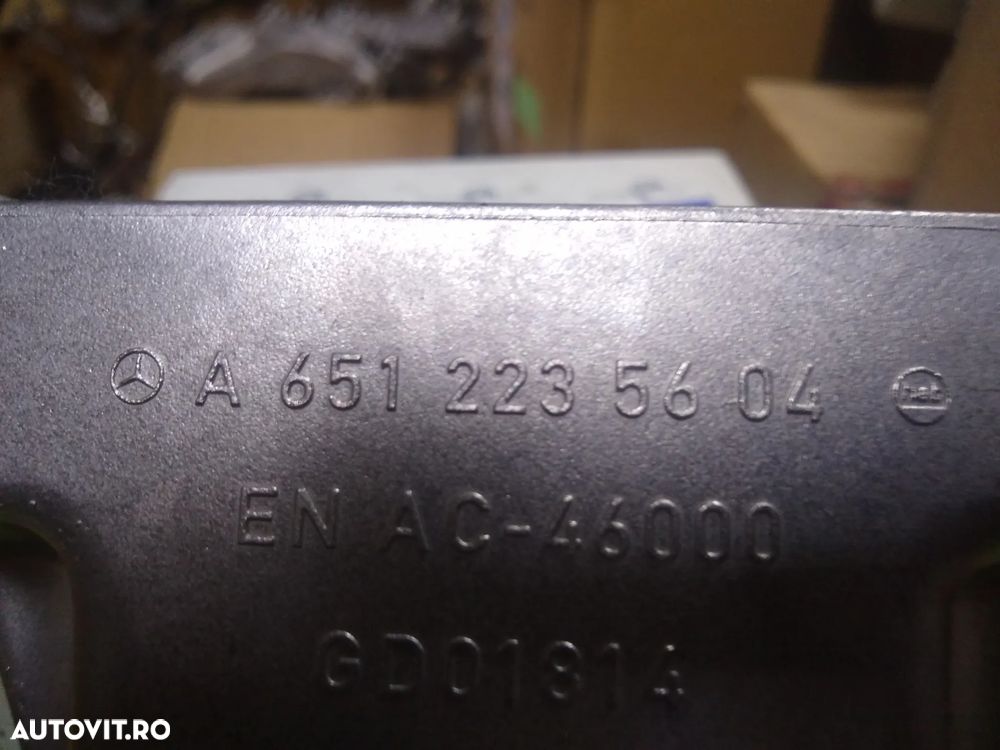 A 651 223 56 04
EN AC-46000
GD01814
AUTOVIT.RO